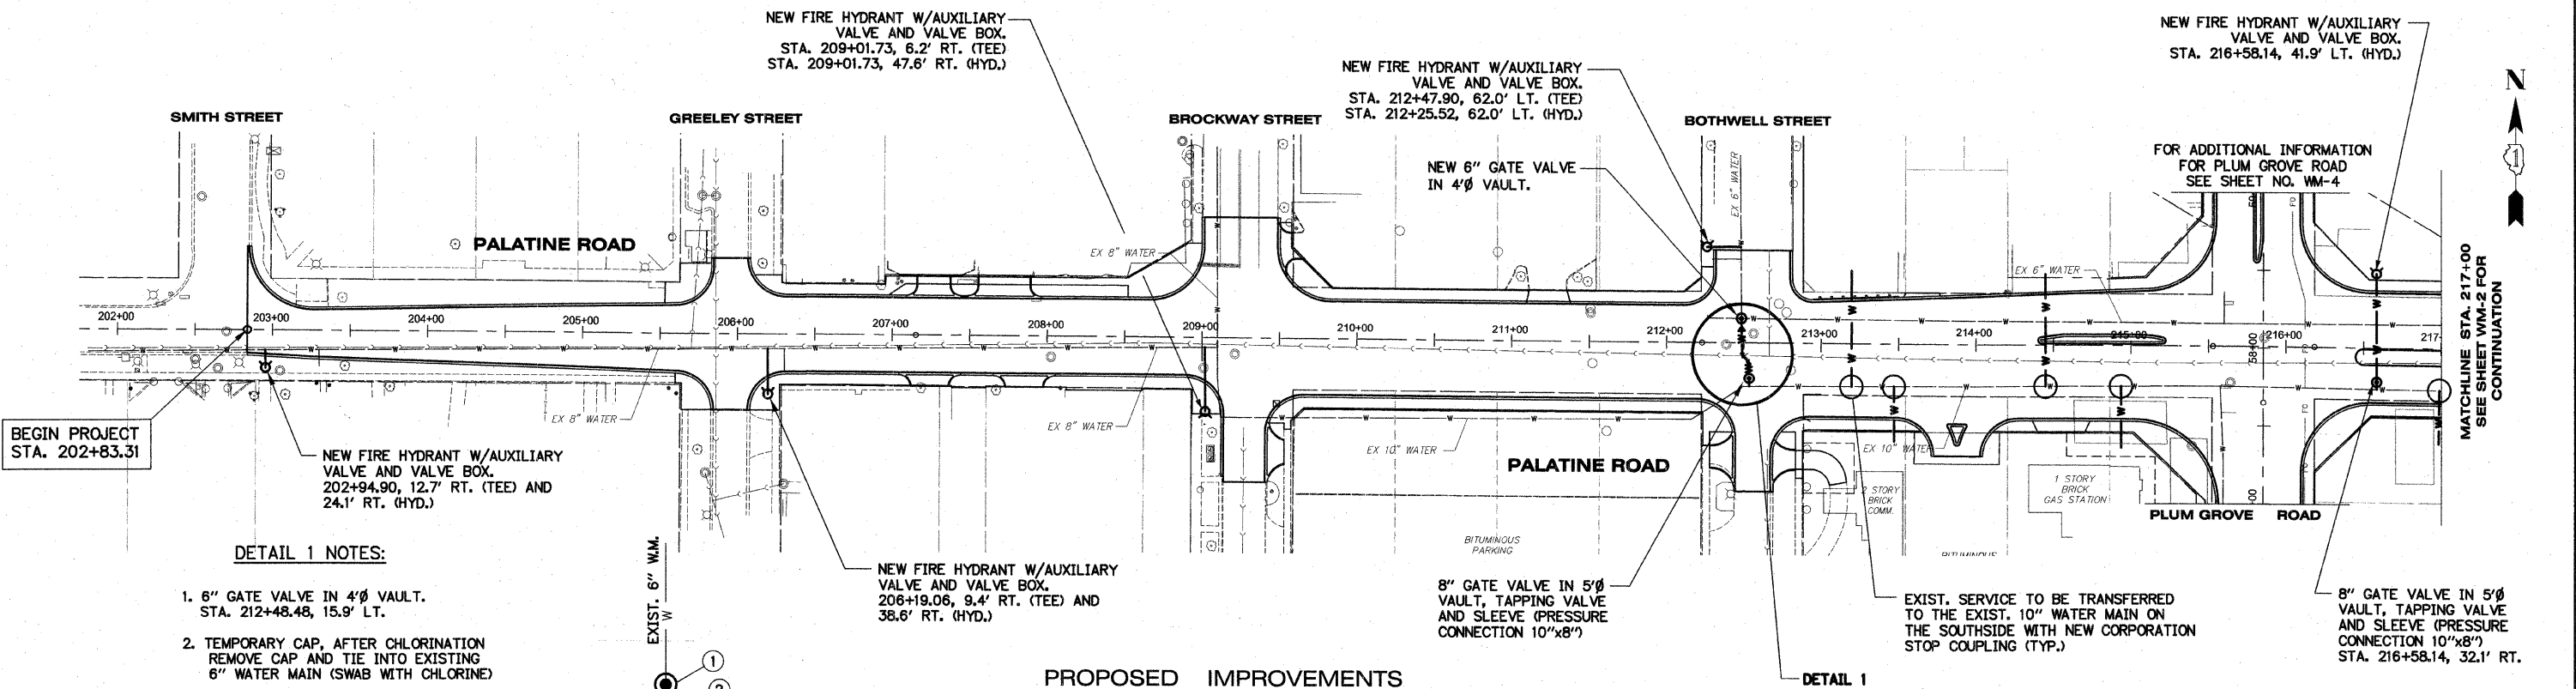 NEW FIRE HYDRANT W/AUXILIARY
VALVE AND VALVE BOX.
STA. 209+01.73, 6.2' RT. (TEE)
STA. 209+01.73, 47.6' RT. (HYD.)
NEW FIRE HYDRANT W/AUXILIARY
VALVE AND VALVE BOX.
STA. 212+47.90, 62.0' LT. (TEE)
STA. 212+25.52, 62.0' LT. (HYD.)
NEW FIRE HYDRANT W/AUXILIARY
VALVE AND VALVE BOX.
STA. 216+58.14, 41.9' LT. (HYD.)
N
1
SMITH STREET
GREELEY STREET
BROCKWAY STREET
BOTHWELL STREET
NEW 6" GATE VALVE
IN 4'Ø VAULT.
EX 6" WATER
FOR ADDITIONAL INFORMATION
FOR PLUM GROVE ROAD
SEE SHEET NO. WM-4
PALATINE ROAD
EX 8" WATER
EX 6" WATER
FO
FO
202+00
203+00
204+00
205+00
206+00
207+00
208+00
209+00
210+00
211+00
212+00
213+00
214+00
215+00
216+00
217-
58+00
MATCHLINE STA. 217+00
SEE SHEET WM-2 FOR
CONTINUATION
BEGIN PROJECT
STA. 202+83.31
EX 8" WATER
EX 8" WATER
EX 10" WATER
EX 10" WATER
PALATINE ROAD
NEW FIRE HYDRANT W/AUXILIARY
VALVE AND VALVE BOX.
202+94.90, 12.7' RT. (TEE) AND
24.1' RT. (HYD.)
2 STORY
BRICK
COMM.
1 STORY
BRICK
GAS STATION
PLUM GROVE ROAD
BITUMINOUS
PARKING
BITUMINOUS
DETAIL 1 NOTES:
1. 6" GATE VALVE IN 4'Ø VAULT.
STA. 212+48.48, 15.9' LT.
2. TEMPORARY CAP, AFTER CHLORINATION
REMOVE CAP AND TIE INTO EXISTING
6" WATER MAIN (SWAB WITH CHLORINE)
EXIST. 6" W.M.
W
1
2
NEW FIRE HYDRANT W/AUXILIARY
VALVE AND VALVE BOX.
206+19.06, 9.4' RT. (TEE) AND
38.6' RT. (HYD.)
8" GATE VALVE IN 5'Ø
VAULT, TAPPING VALVE
AND SLEEVE (PRESSURE
CONNECTION 10"x8")
EXIST. SERVICE TO BE TRANSFERRED
TO THE EXIST. 10" WATER MAIN ON
THE SOUTHSIDE WITH NEW CORPORATION
STOP COUPLING (TYP.)
8" GATE VALVE IN 5'Ø
VAULT, TAPPING VALVE
AND SLEEVE (PRESSURE
CONNECTION 10"x8")
STA. 216+58.14, 32.1' RT.
PROPOSED IMPROVEMENTS
DETAIL 1